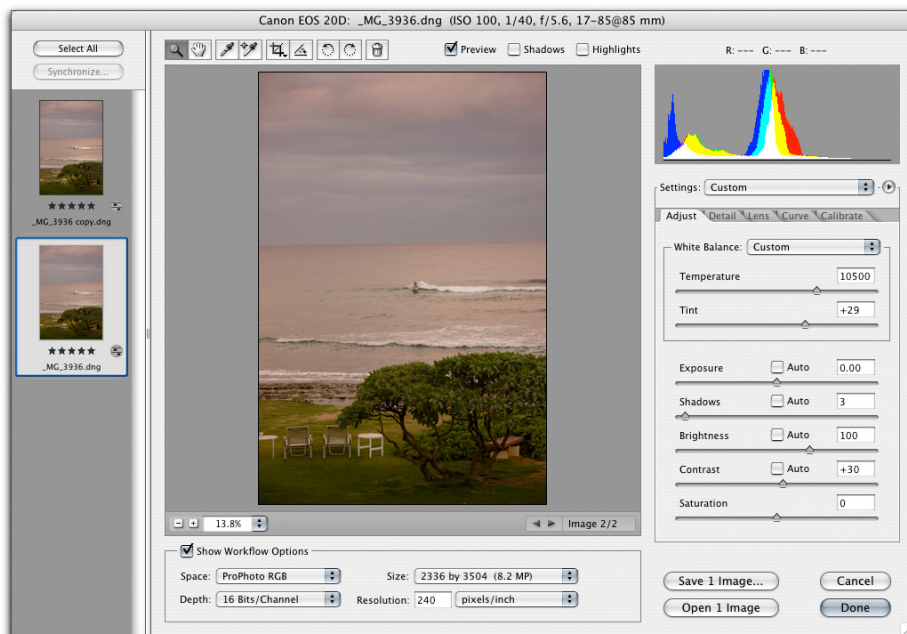 Canon EOS 20D:  _MG_3936.dng  (ISO 100, 1/40, f/5.6, 17-85@85 mm)
Select All
Synchronize...
Preview
Shadows
Highlights
R: --- G: --- B: ---
_MG_3936 copy.dng
_MG_3936.dng
Settings: Custom
Adjust Detail Lens Curve Calibrate
White Balance: Custom
Temperature 10500
Tint +29
Exposure Auto 0.00
Shadows Auto 3
Brightness Auto 100
Contrast Auto +30
Saturation 0
13.8%
Image 2/2
Show Workflow Options
Space: ProPhoto RGB
Size: 2336 by 3504 (8.2 MP)
Depth: 16 Bits/Channel
Resolution: 240 pixels/inch
Save 1 Image...
Cancel
Open 1 Image
Done